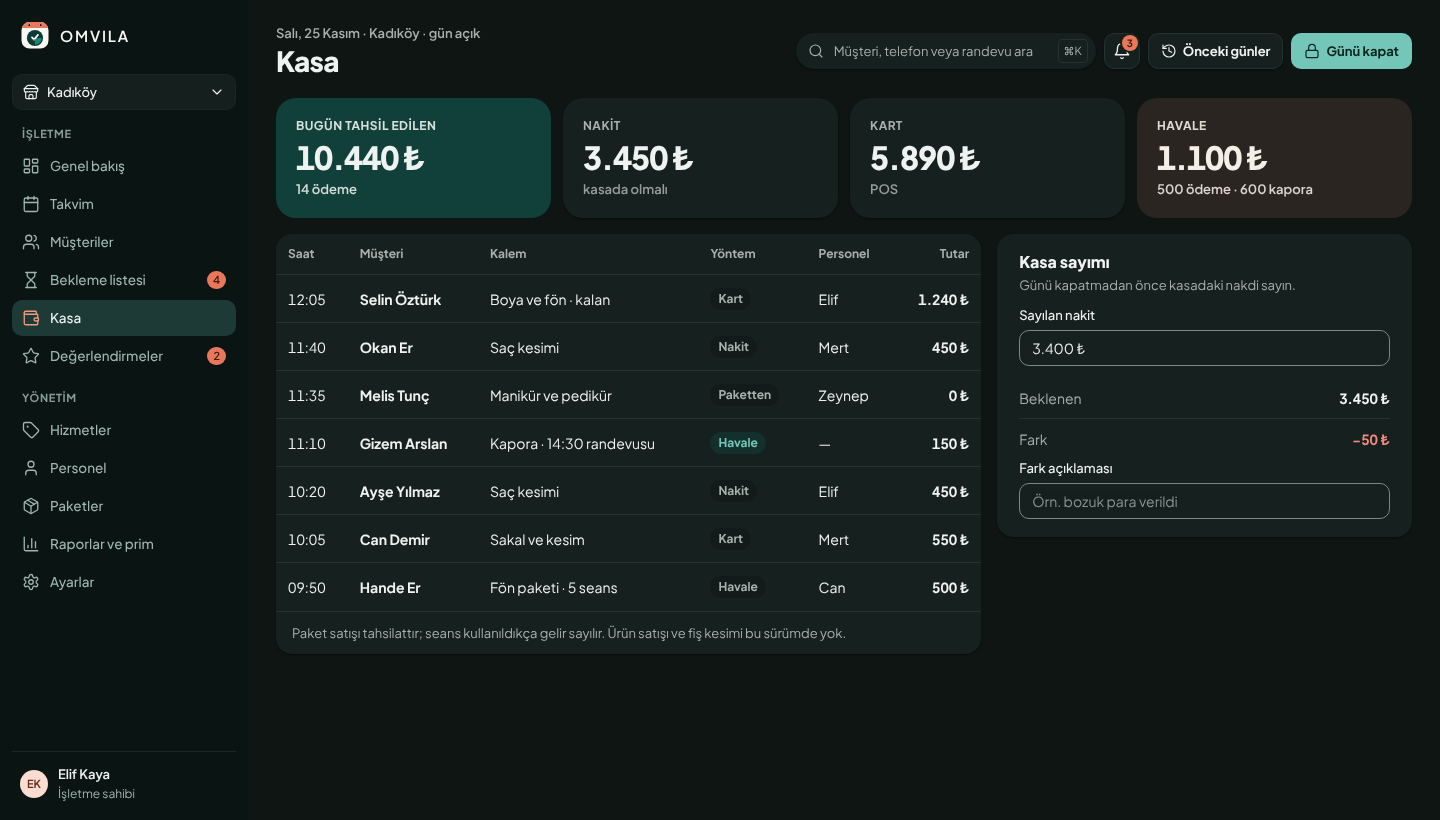 OMVILA
Kadıköy
İŞLETME
Genel bakış
Takvim
Müşteriler
Bekleme listesi 4
Kasa
Değerlendirmeler 2
YÖNETİM
Hizmetler
Personel
Paketler
Raporlar ve prim
Ayarlar
EK
Elif Kaya
İşletme sahibi
Salı, 25 Kasım · Kadıköy · gün açık
Kasa
Müşteri, telefon veya randevu ara ⌘K
3
Önceki günler
Günü kapat
BUGÜN TAHSİL EDİLEN
10.440 ₺
14 ödeme
NAKİT
3.450 ₺
kasada olmalı
KART
5.890 ₺
POS
HAVALE
1.100 ₺
500 ödeme · 600 kapora
Saat Müşteri Kalem Yöntem Personel Tutar
12:05 Selin Öztürk Boya ve fön · kalan Kart Elif 1.240 ₺
11:40 Okan Er Saç kesimi Nakit Mert 450 ₺
11:35 Melis Tunç Manikür ve pedikür Paketten Zeynep 0 ₺
11:10 Gizem Arslan Kapora · 14:30 randevusu Havale — 150 ₺
10:20 Ayşe Yılmaz Saç kesimi Nakit Elif 450 ₺
10:05 Can Demir Sakal ve kesim Kart Mert 550 ₺
09:50 Hande Er Fön paketi · 5 seans Havale Can 500 ₺
Paket satışı tahsilattır; seans kullanıldıkça gelir sayılır. Ürün satışı ve fiş kesimi bu sürümde yok.
Kasa sayımı
Günü kapatmadan önce kasadaki nakdi sayın.
Sayılan nakit
3.400 ₺
Beklenen 3.450 ₺
Fark −50 ₺
Fark açıklaması
Örn. bozuk para verildi